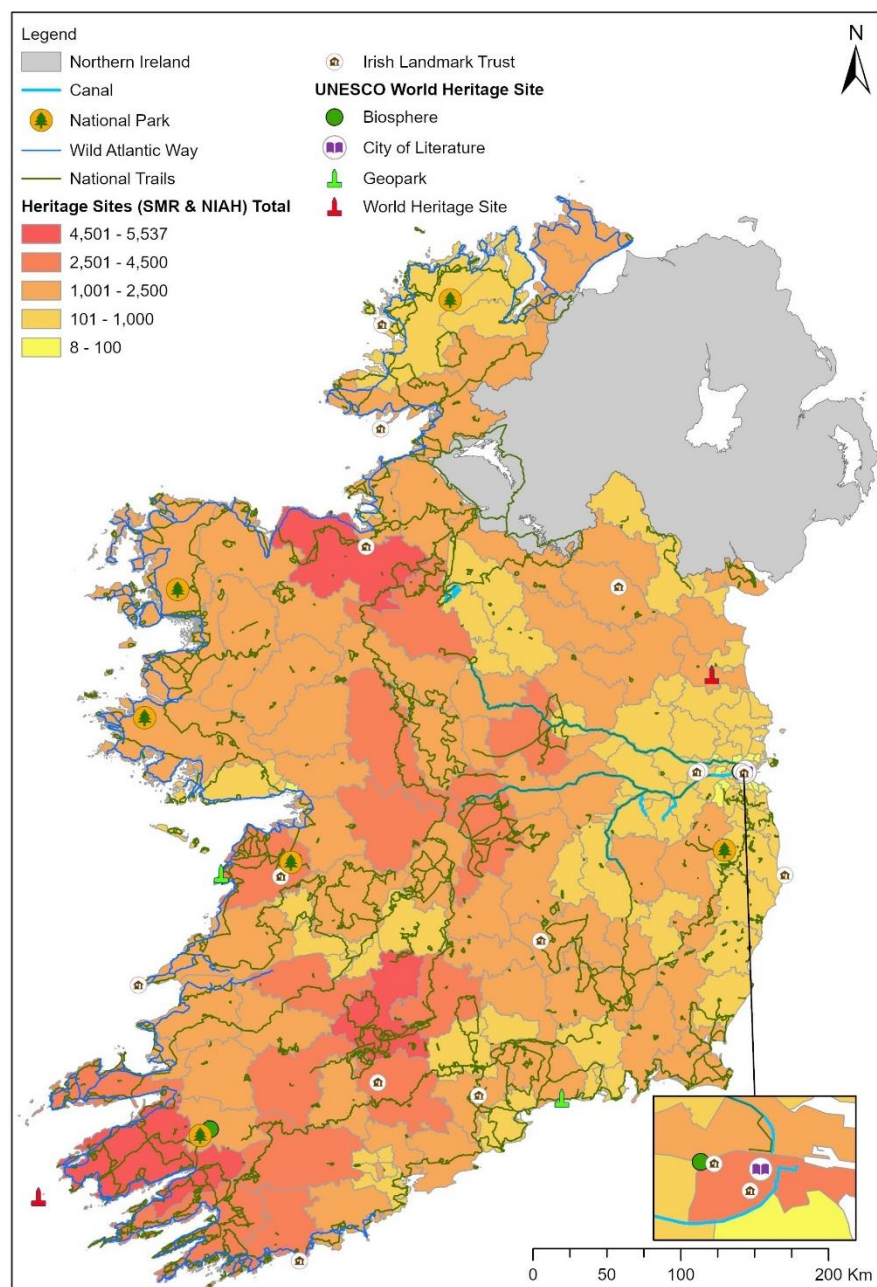 Legend
Northern Ireland
Canal
National Park
Wild Atlantic Way
National Trails
Heritage Sites (SMR & NIAH) Total
4,501 - 5,537
2,501 - 4,500
1,001 - 2,500
101 - 1,000
8 - 100
Irish Landmark Trust
UNESCO World Heritage Site
Biosphere
City of Literature
Geopark
World Heritage Site
N
0 50 100 200 Km